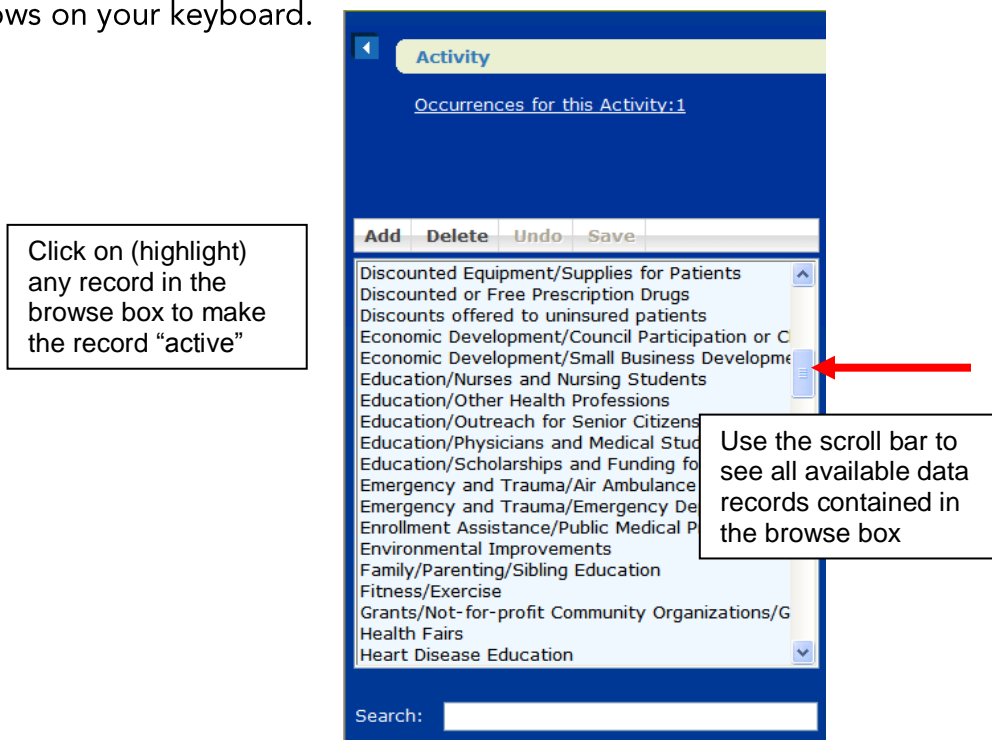 ows on your keyboard.
Activity
Occurrences for this Activity:1
Add Delete Undo Save
Click on (highlight)
any record in the
browse box to make
the record “active”
Discounted Equipment/Supplies for Patients
Discounted or Free Prescription Drugs
Discounts offered to uninsured patients
Economic Development/Council Participation or C
Economic Development/Small Business Developme
Education/Nurses and Nursing Students
Education/Other Health Professions
Education/Outreach for Senior Citizens
Education/Physicians and Medical Stud
Education/Scholarships and Funding fo
Emergency and Trauma/Air Ambulance
Emergency and Trauma/Emergency De
Enrollment Assistance/Public Medical P
Environmental Improvements
Family/Parenting/Sibling Education
Fitness/Exercise
Grants/Not-for-profit Community Organizations/G
Health Fairs
Heart Disease Education
Use the scroll bar to
see all available data
records contained in
the browse box
Search: